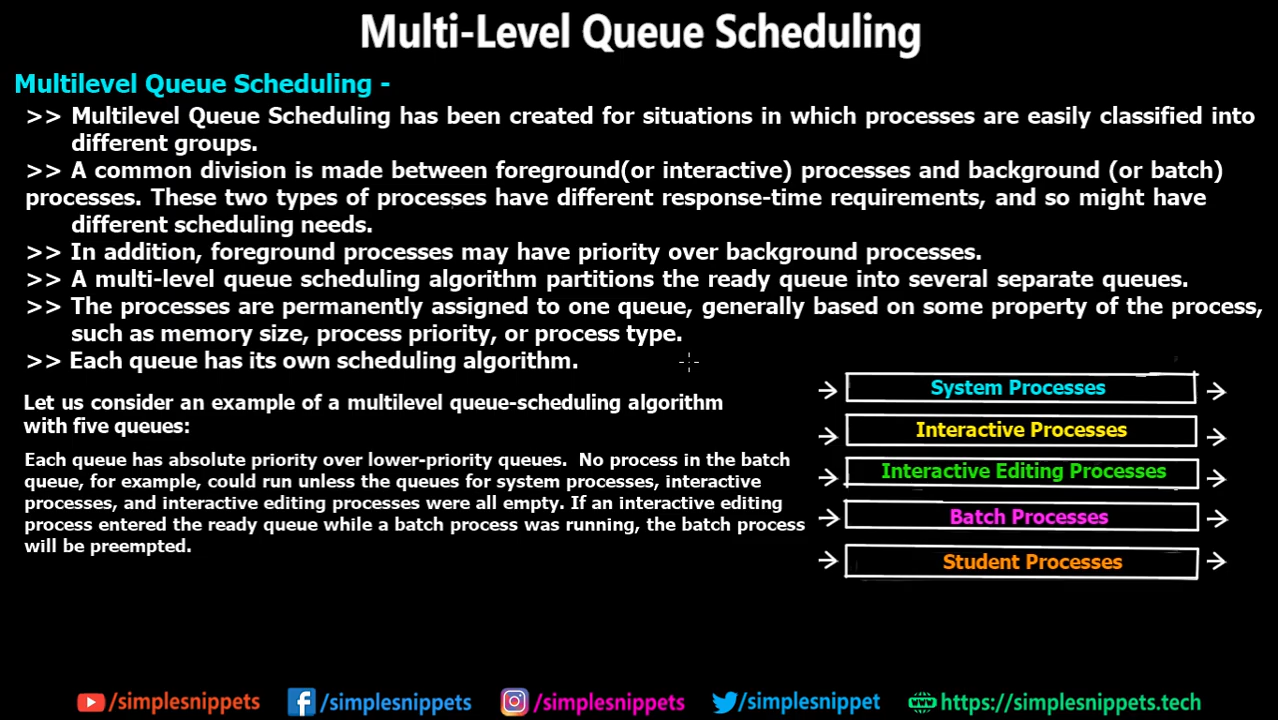 Multi-Level Queue Scheduling
Multilevel Queue Scheduling -
>> Multilevel Queue Scheduling has been created for situations in which processes are easily classified into
different groups.
>> A common division is made between foreground(or interactive) processes and background (or batch)
processes. These two types of processes have different response-time requirements, and so might have
different scheduling needs.
>> In addition, foreground processes may have priority over background processes.
>> A multi-level queue scheduling algorithm partitions the ready queue into several separate queues.
>> The processes are permanently assigned to one queue, generally based on some property of the process,
such as memory size, process priority, or process type.
>> Each queue has its own scheduling algorithm.
Let us consider an example of a multilevel queue-scheduling algorithm
with five queues:
Each queue has absolute priority over lower-priority queues. No process in the batch
queue, for example, could run unless the queues for system processes, interactive
processes, and interactive editing processes were all empty. If an interactive editing
process entered the ready queue while a batch process was running, the batch process
will be preempted.
System Processes
Interactive Processes
Interactive Editing Processes
Batch Processes
Student Processes
/simplesnippets
/simplesnippets
/simplesnippets
/simplesnippet
https://simplesnippets.tech